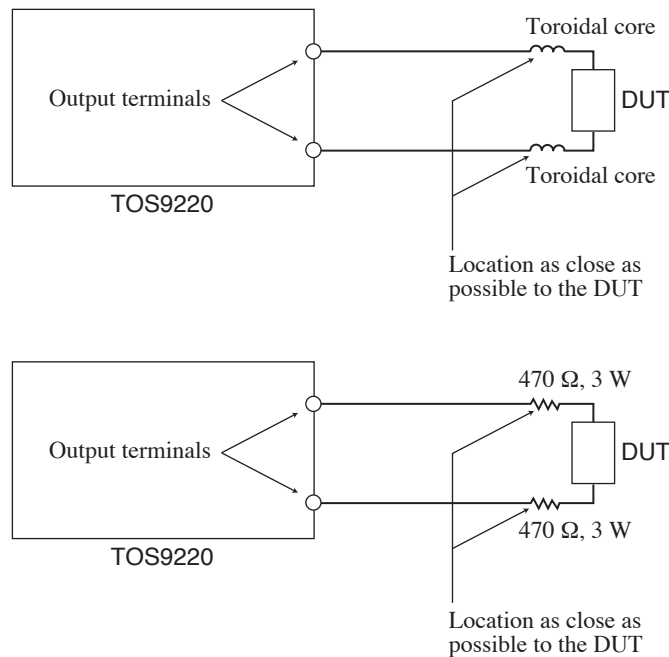 Toroidal core
Output terminals
DUT
Toroidal core
TOS9220
Location as close as
possible to the DUT
470 Ω, 3 W
Output terminals
DUT
470 Ω, 3 W
TOS9220
Location as close as
possible to the DUT